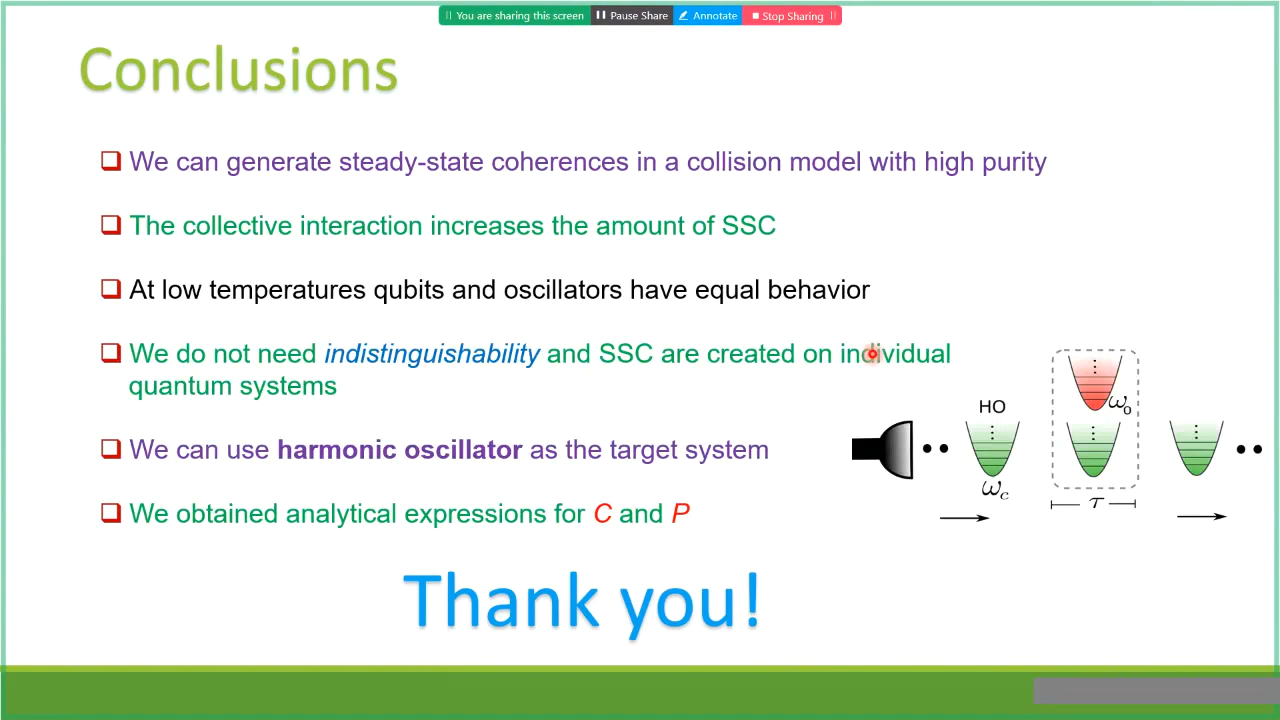 You are sharing this screen Pause Share Annotate Stop Sharing
Conclusions
We can generate steady-state coherences in a collision model with high purity
The collective interaction increases the amount of SSC
At low temperatures qubits and oscillators have equal behavior
We do not need indistinguishability and SSC are created on individual
quantum systems
HO
ω₀
We can use harmonic oscillator as the target system
ω_c
τ
We obtained analytical expressions for C and P
Thank you!